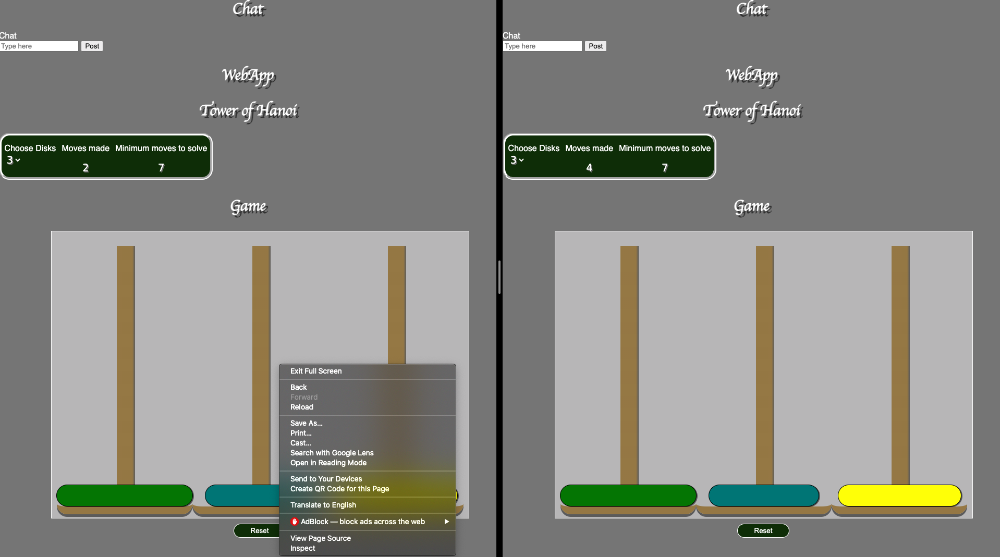 Chat
Chat
Type here Post
WebApp
Tower of Hanoi
Choose Disks Moves made Minimum moves to solve
3 2 7
Game
Exit Full Screen
Back
Forward
Reload
Save As...
Print...
Cast...
Search with Google Lens
Open in Reading Mode
Send to Your Devices
Create QR Code for this Page
Translate to English
AdBlock — block ads across the web
View Page Source
Inspect
Reset
Chat
Chat
Type here Post
WebApp
Tower of Hanoi
Choose Disks Moves made Minimum moves to solve
3 4 7
Game
Reset